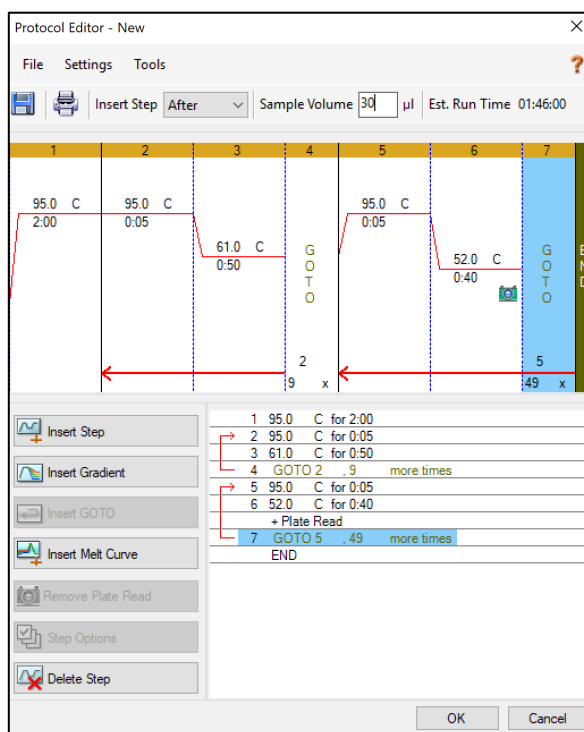 Protocol Editor - New
File Settings Tools ?
Insert Step After Sample Volume 30 µl Est. Run Time 01:46:00
1 2 3 4 5 6 7
95.0 C 95.0 C 95.0 C
2:00 0:05 0:05
61.0 C
0:50
52.0 C
0:40
G G E
O O N
T T D
O O
2 5
9 x 49 x
Insert Step
Insert Gradient
Insert GOTO
Insert Melt Curve
Remove Plate Read
Step Options
Delete Step
1 95.0 C for 2:00
2 95.0 C for 0:05
3 61.0 C for 0:50
4 GOTO 2 , 9 more times
5 95.0 C for 0:05
6 52.0 C for 0:40
+ Plate Read
7 GOTO 5 , 49 more times
END
OK Cancel